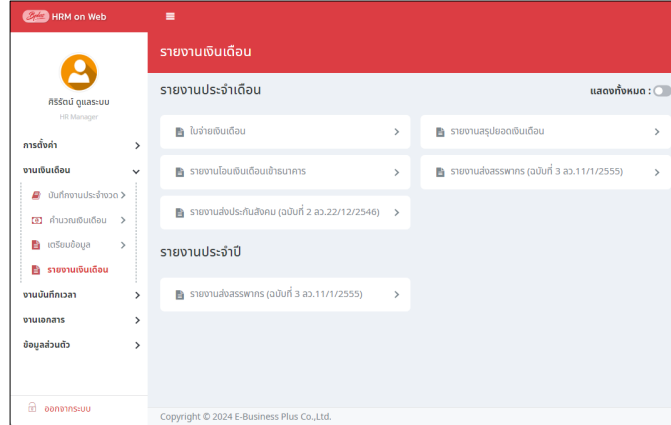 Bplus HRM on Web
รายงานเงินเดือน
ศิริรัตน์ ดูแลระบบ
HR Manager
การตั้งค่า
งานเงินเดือน
บันทึกงานประจำงวด
คำนวณเงินเดือน
เตรียมข้อมูล
รายงานเงินเดือน
งานบันทึกเวลา
งานเอกสาร
ข้อมูลส่วนตัว
ออกจากระบบ
รายงานประจำเดือน
แสดงทั้งหมด :
ใบจ่ายเงินเดือน
รายงานสรุปยอดเงินเดือน
รายงานโอนเงินเดือนเข้าธนาคาร
รายงานส่งสรรพากร (ฉบับที่ 3 ลว.11/1/2555)
รายงานส่งประกันสังคม (ฉบับที่ 2 ลว.22/12/2546)
รายงานประจำปี
รายงานส่งสรรพากร (ฉบับที่ 3 ลว.11/1/2555)
Copyright © 2024 E-Business Plus Co.,Ltd.